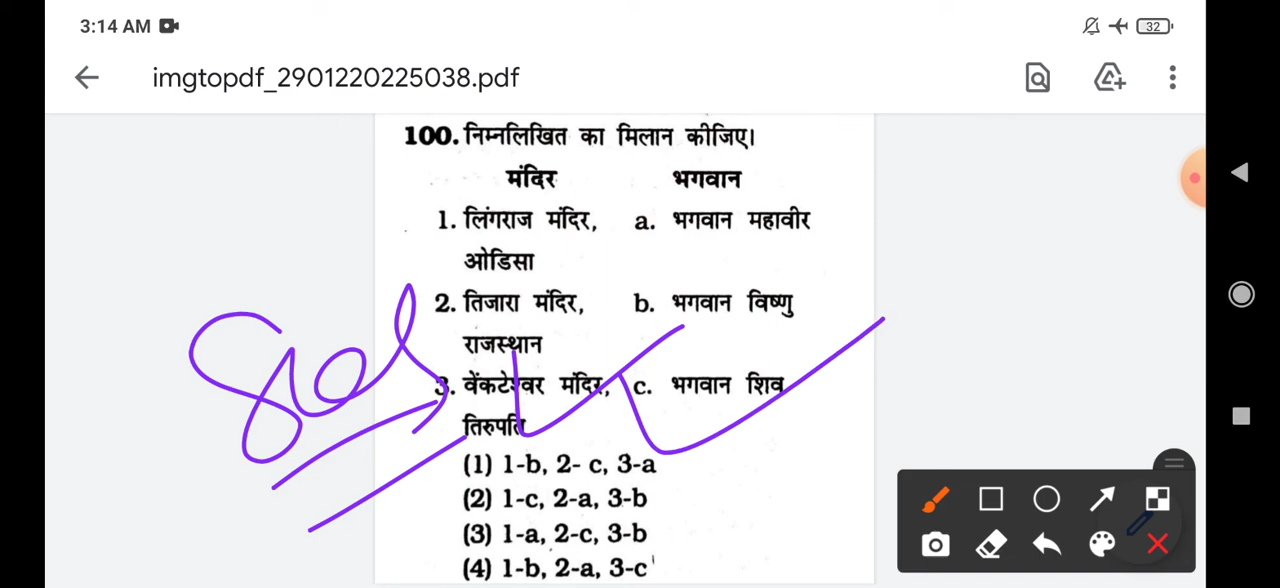 3:14 AM
32
imgtopdf_2901220225038.pdf
100. निम्नलिखित का मिलान कीजिए।
मंदिर भगवान
1. लिंगराज मंदिर, a. भगवान महावीर
ओडिसा
2. तिजारा मंदिर, b. भगवान विष्णु
राजस्थान
3. वेंकटेश्वर मंदिर, c. भगवान शिव
तिरुपति
(1) 1-b, 2- c, 3-a
(2) 1-c, 2-a, 3-b
(3) 1-a, 2-c, 3-b
(4) 1-b, 2-a, 3-c